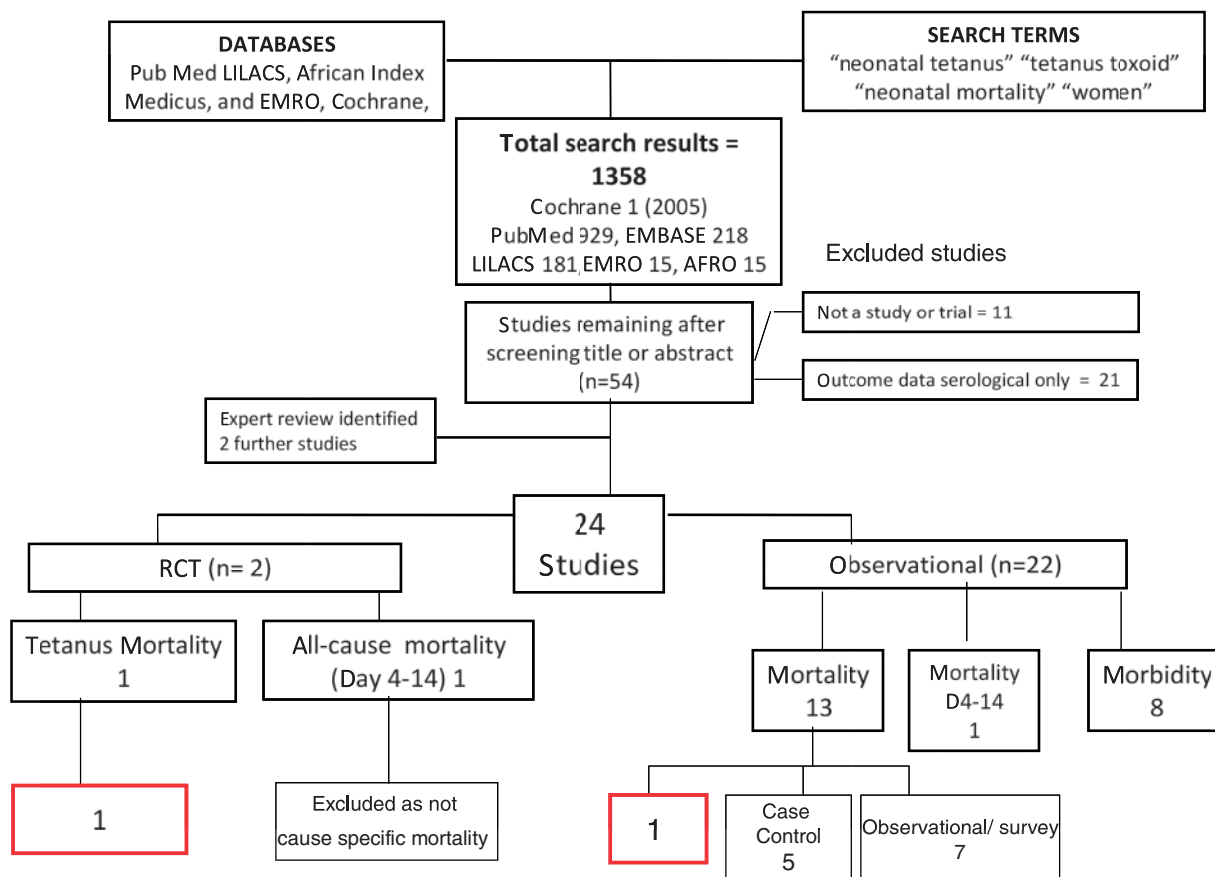 DATABASES
Pub Med LILACS, African Index
Medicus, and EMRO, Cochrane,
SEARCH TERMS
“neonatal tetanus” “tetanus toxoid”
“neonatal mortality” “women”
Total search results =
1358
Cochrane 1 (2005)
PubMed 929, EMBASE 218
LILACS 181, EMRO 15, AFRO 15
Excluded studies
Studies remaining after
screening title or abstract
(n=54)
Not a study or trial = 11
Outcome data serological only = 21
Expert review identified
2 further studies
24
Studies
RCT (n= 2)
Observational (n=22)
Tetanus Mortality
1
All-cause mortality
(Day 4-14) 1
Mortality
13
Mortality
D4-14
1
Morbidity
8
1
Excluded as not
cause specific mortality
1
Case
Control
5
Observational/ survey
7